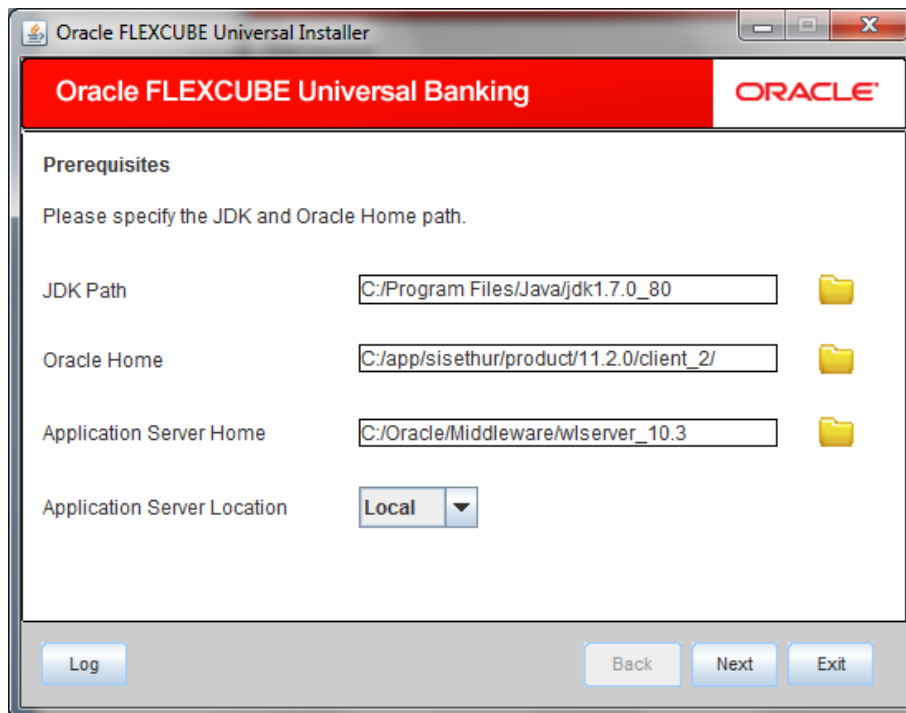 Oracle FLEXCUBE Universal Installer
Oracle FLEXCUBE Universal Banking
ORACLE
Prerequisites
Please specify the JDK and Oracle Home path.
JDK Path C:/Program Files/Java/jdk1.7.0_80
Oracle Home C:/app/sisethur/product/11.2.0/client_2/
Application Server Home C:/Oracle/Middleware/wlserver_10.3
Application Server Location Local
Log Back Next Exit